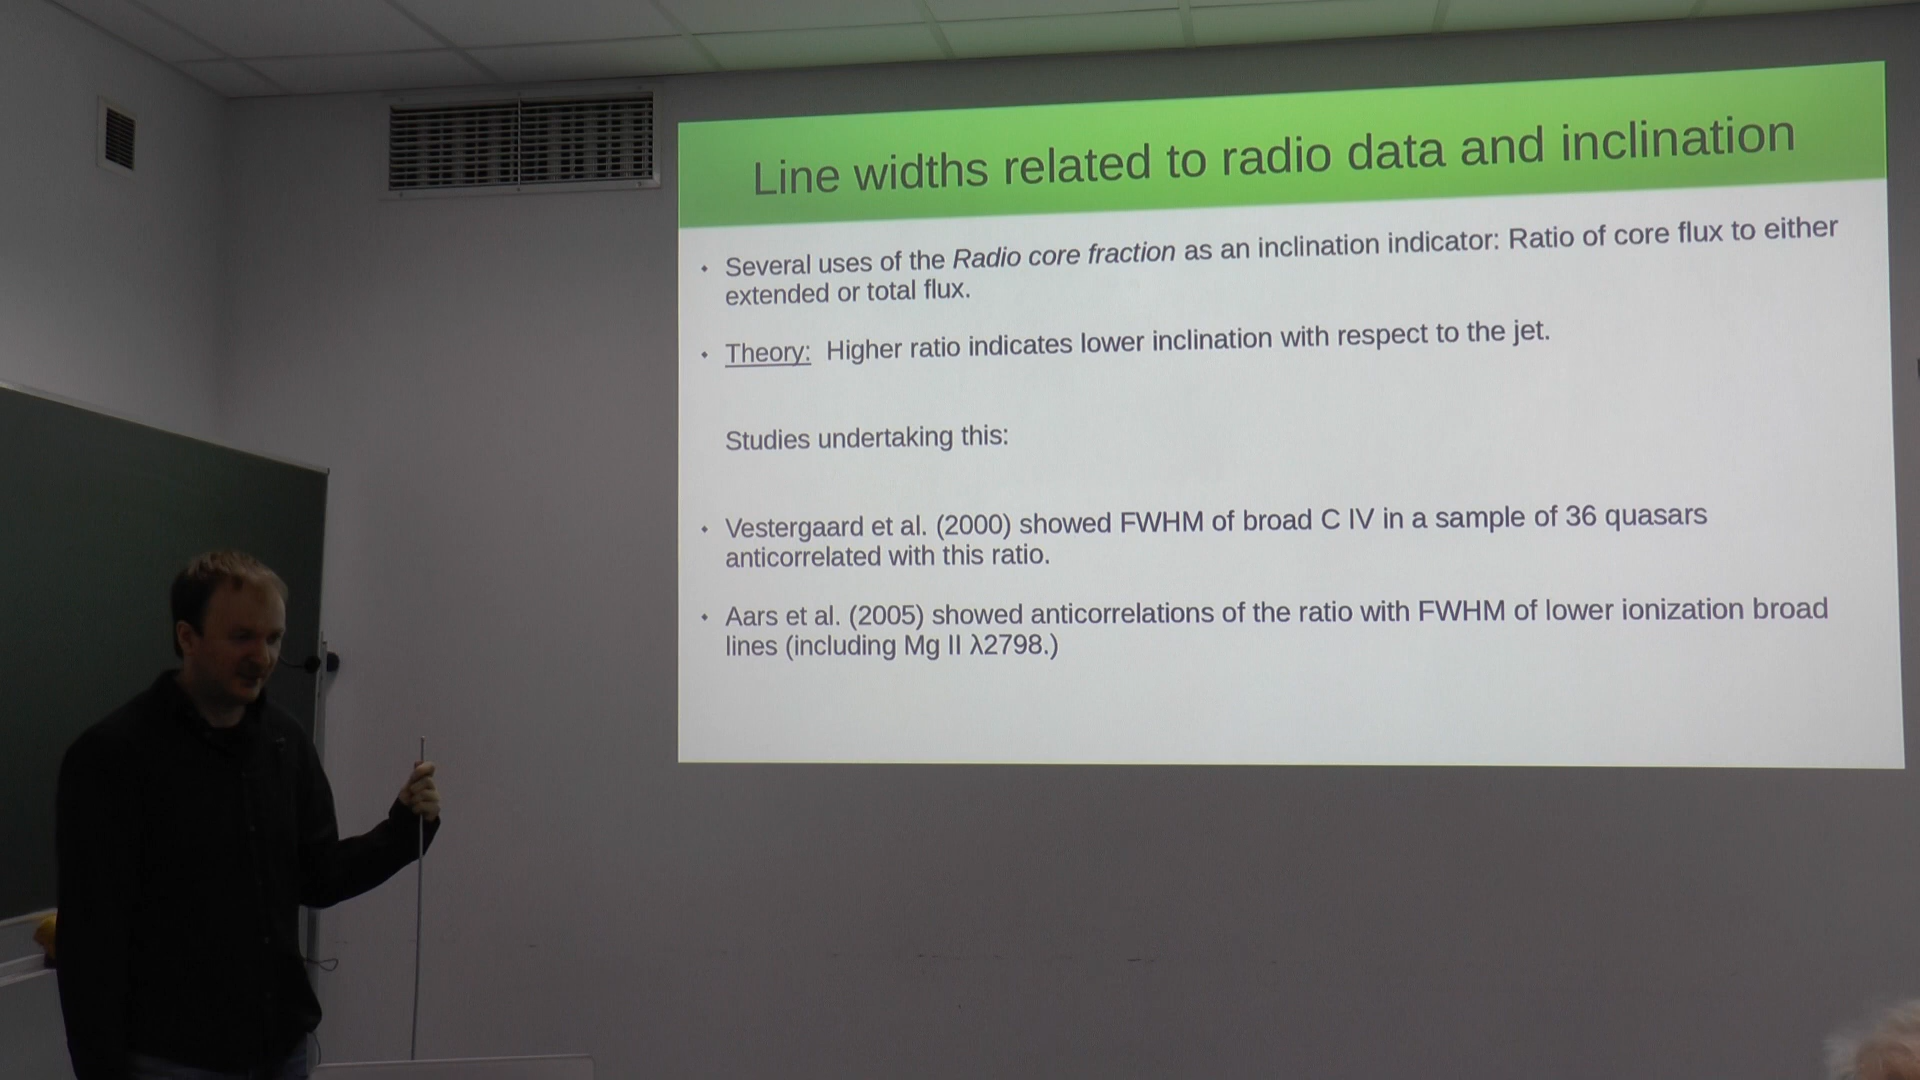 Line widths related to radio data and inclination
• Several uses of the Radio core fraction as an inclination indicator: Ratio of core flux to either
extended or total flux.
• Theory: Higher ratio indicates lower inclination with respect to the jet.
Studies undertaking this:
• Vestergaard et al. (2000) showed FWHM of broad C IV in a sample of 36 quasars
anticorrelated with this ratio.
• Aars et al. (2005) showed anticorrelations of the ratio with FWHM of lower ionization broad
lines (including Mg II λ2798.)